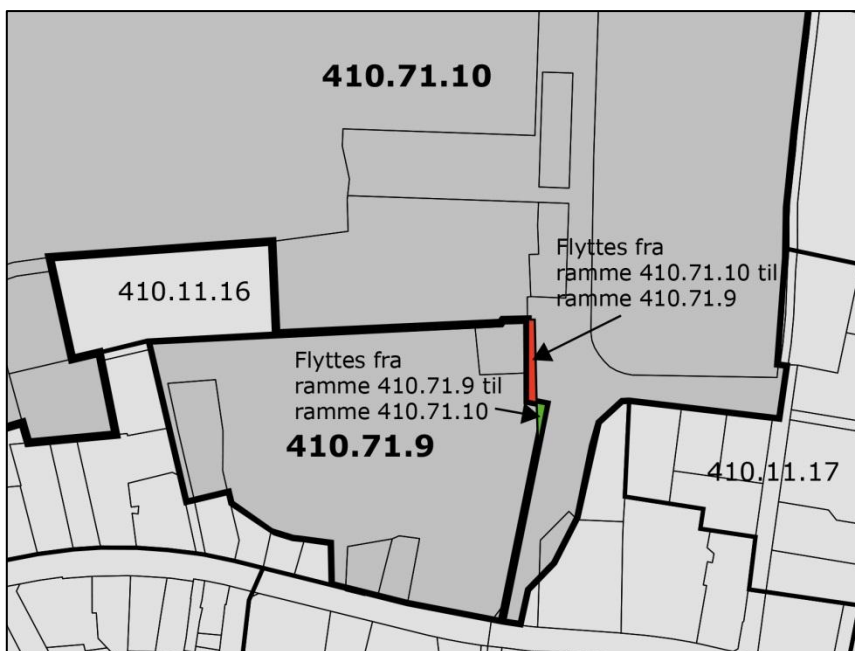 410.71.10
Flyttes fra
ramme 410.71.10 til
ramme 410.71.9
410.11.16
Flyttes fra
ramme 410.71.9 til
ramme 410.71.10
410.71.9
410.11.17